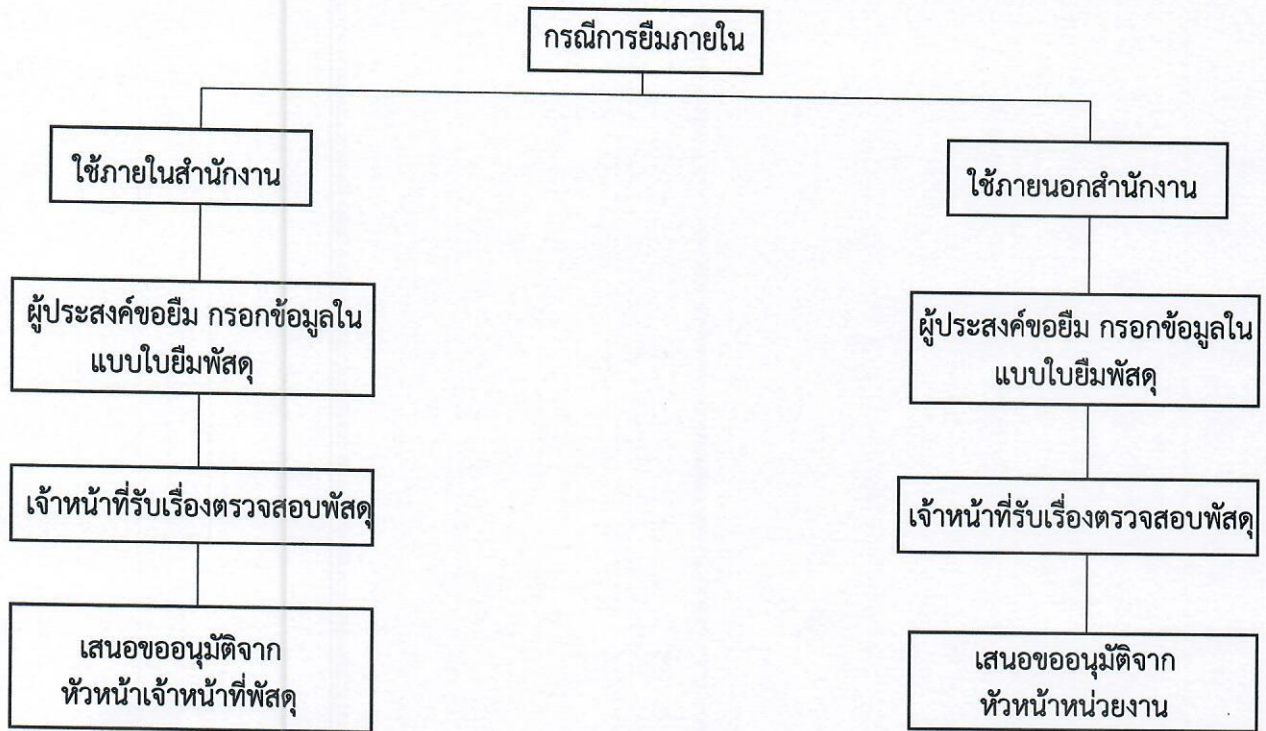 กรณีการยืมภายใน
ใช้ภายในสำนักงาน
ผู้ประสงค์ขอยืม กรอกข้อมูลใน
แบบใบยืมพัสดุ
เจ้าหน้าที่รับเรื่องตรวจสอบพัสดุ
เสนอขออนุมัติจาก
หัวหน้าเจ้าหน้าที่พัสดุ
ใช้ภายนอกสำนักงาน
ผู้ประสงค์ขอยืม กรอกข้อมูลใน
แบบใบยืมพัสดุ
เจ้าหน้าที่รับเรื่องตรวจสอบพัสดุ
เสนอขออนุมัติจาก
หัวหน้าหน่วยงาน